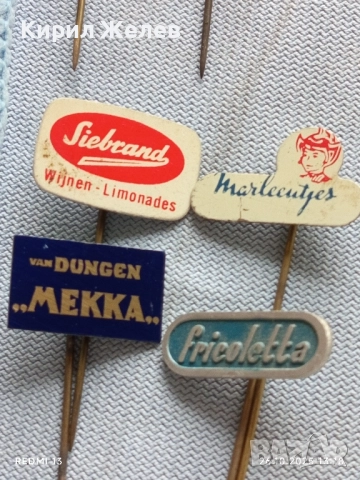 Кирил Желев
Siebrand
Wijnen - Limonades
Marleentjes
van DUNGEN
„MEKKA„
fricoletta
REDMI 13